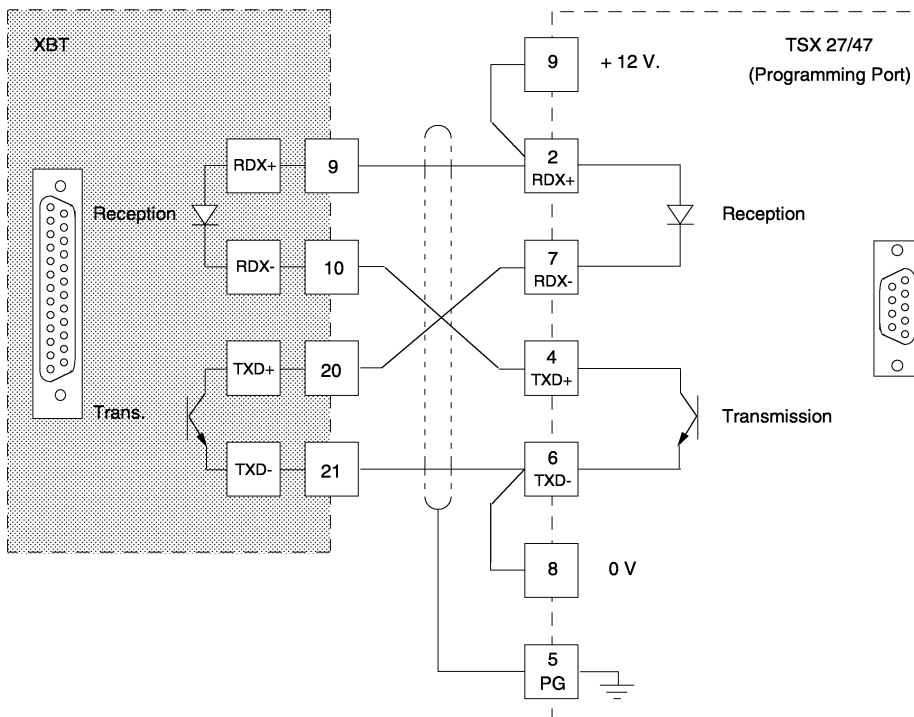 XBT
TSX 27/47
(Programming Port)
9
+ 12 V.
RDX+
9
2
RDX+
Reception
Reception
RDX-
10
7
RDX-
TXD+
20
4
TXD+
Trans.
Transmission
TXD-
21
6
TXD-
8
0 V
5
PG